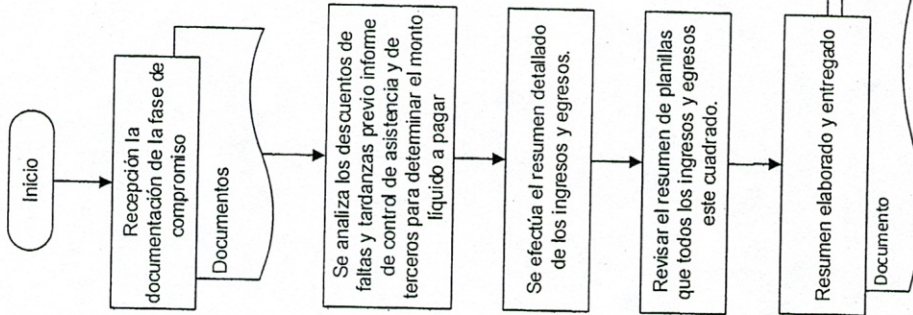 Inicio
Recepción la
documentación de la fase de
compromiso
Documentos
Se analiza los descuentos de
faltas y tardanzas previo informe
de control de asistencia y de
terceros para determinar el monto
líquido a pagar
Se efectúa el resumen detallado
de los ingresos y egresos.
Revisar el resumen de planillas
que todos los ingresos y egresos
este cuadrado.
Resumen elaborado y entregado
Documento